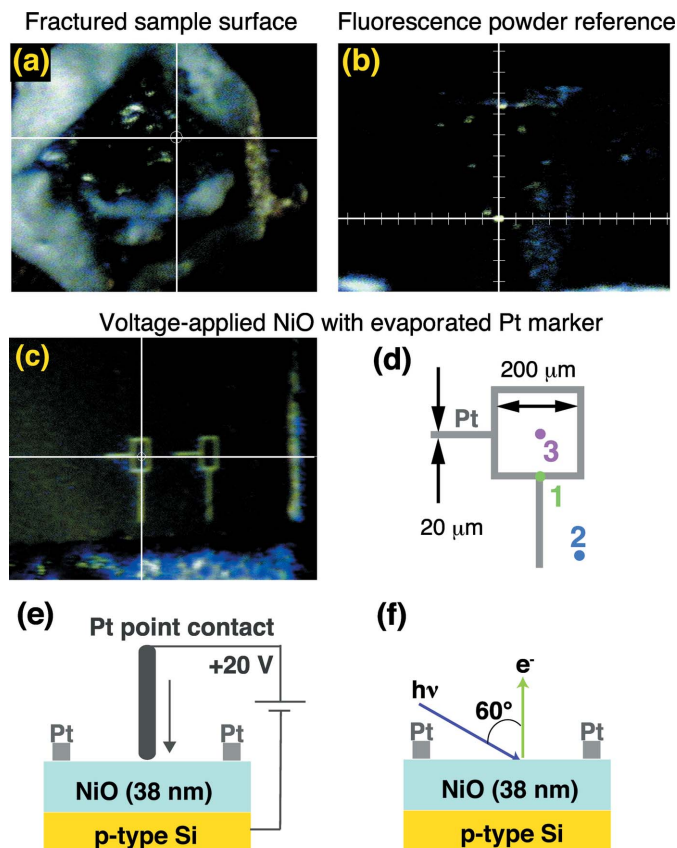 Fractured sample surface
Fluorescence powder reference
(a)
(b)
Voltage-applied NiO with evaporated Pt marker
(c)
(d)
200 μm
Pt
3
1
20 μm
2
(e)
Pt point contact
+20 V
Pt
Pt
NiO (38 nm)
p-type Si
(f)
e-
hν
60°
Pt
Pt
NiO (38 nm)
p-type Si